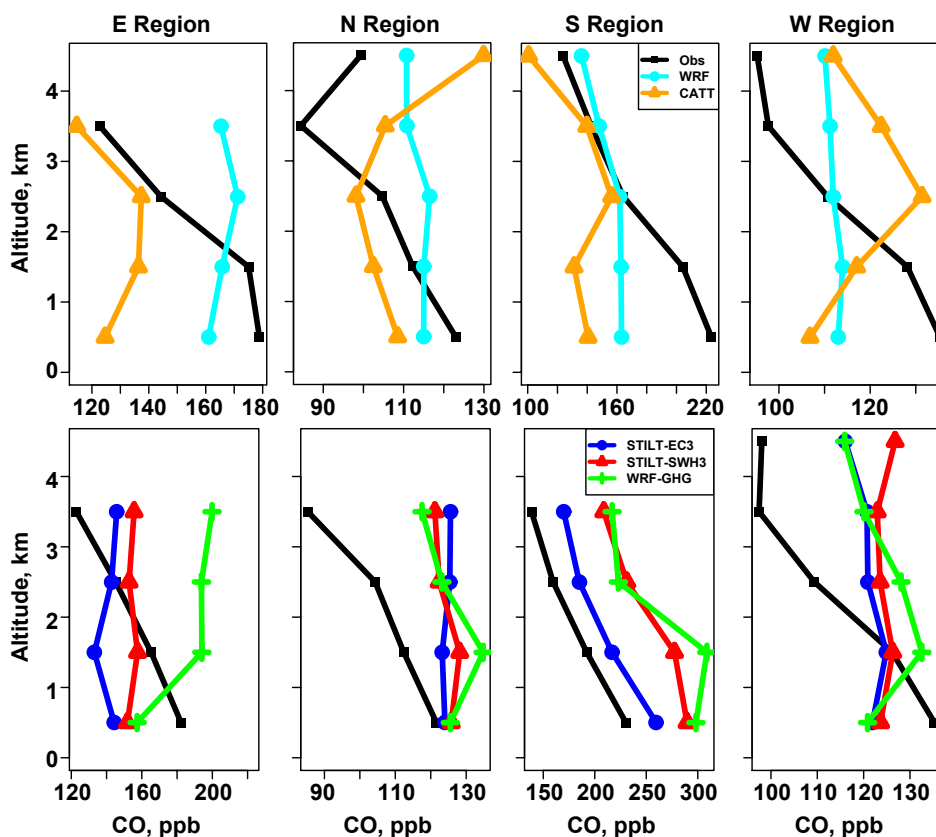 E Region N Region S Region W Region
Altitude, km
4
3
2
1
0
Obs
WRF
CATT
120 140 160 180
90 110 130
100 160 220
100 120
Altitude, km
4
3
2
1
0
STILT-EC3
STILT-SWH3
WRF-GHG
120 160 200
90 110 130
150 200 250 300
100 110 120 130
CO, ppb CO, ppb CO, ppb CO, ppb